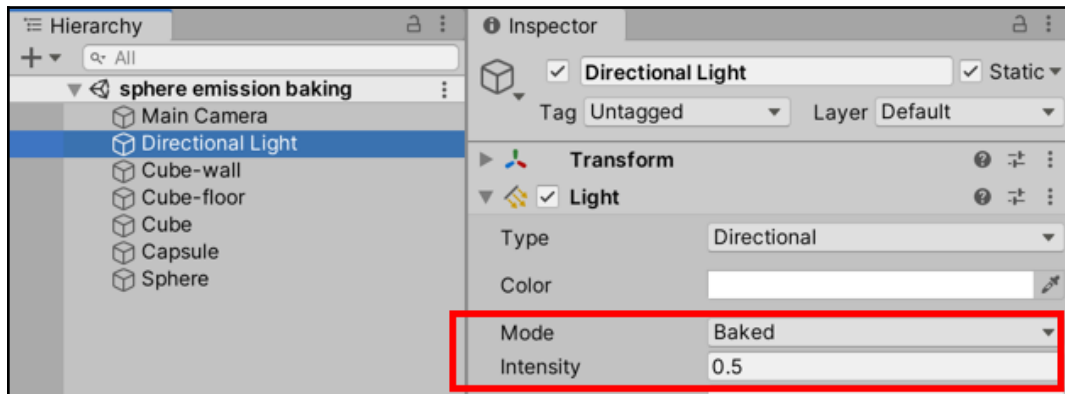 Hierarchy
All
sphere emission baking
Main Camera
Directional Light
Cube-wall
Cube-floor
Cube
Capsule
Sphere
Inspector
Directional Light Static
Tag Untagged Layer Default
Transform
Light
Type Directional
Color
Mode Baked
Intensity 0.5